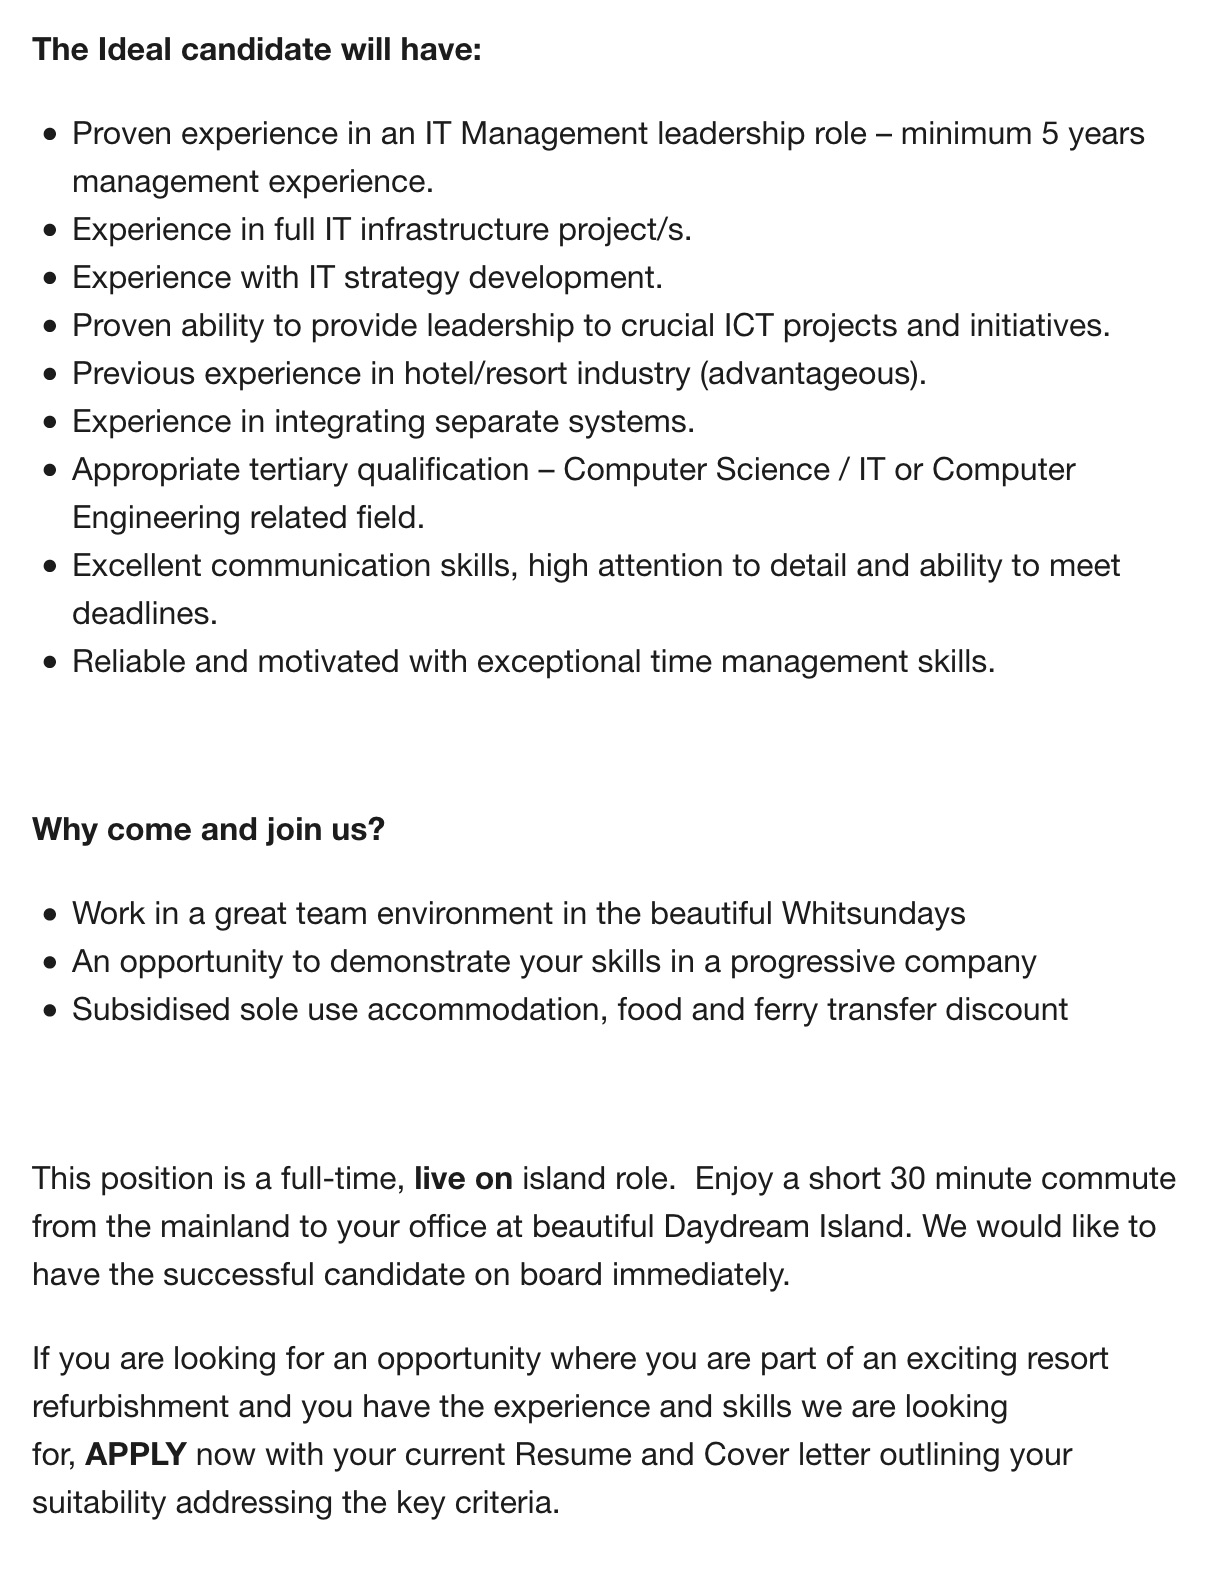 The Ideal candidate will have:
• Proven experience in an IT Management leadership role – minimum 5 years
management experience.
• Experience in full IT infrastructure project/s.
• Experience with IT strategy development.
• Proven ability to provide leadership to crucial ICT projects and initiatives.
• Previous experience in hotel/resort industry (advantageous).
• Experience in integrating separate systems.
• Appropriate tertiary qualification – Computer Science / IT or Computer
Engineering related field.
• Excellent communication skills, high attention to detail and ability to meet
deadlines.
• Reliable and motivated with exceptional time management skills.
Why come and join us?
• Work in a great team environment in the beautiful Whitsundays
• An opportunity to demonstrate your skills in a progressive company
• Subsidised sole use accommodation, food and ferry transfer discount
This position is a full-time, live on island role.  Enjoy a short 30 minute commute
from the mainland to your office at beautiful Daydream Island. We would like to
have the successful candidate on board immediately.
If you are looking for an opportunity where you are part of an exciting resort
refurbishment and you have the experience and skills we are looking
for, APPLY now with your current Resume and Cover letter outlining your
suitability addressing the key criteria.